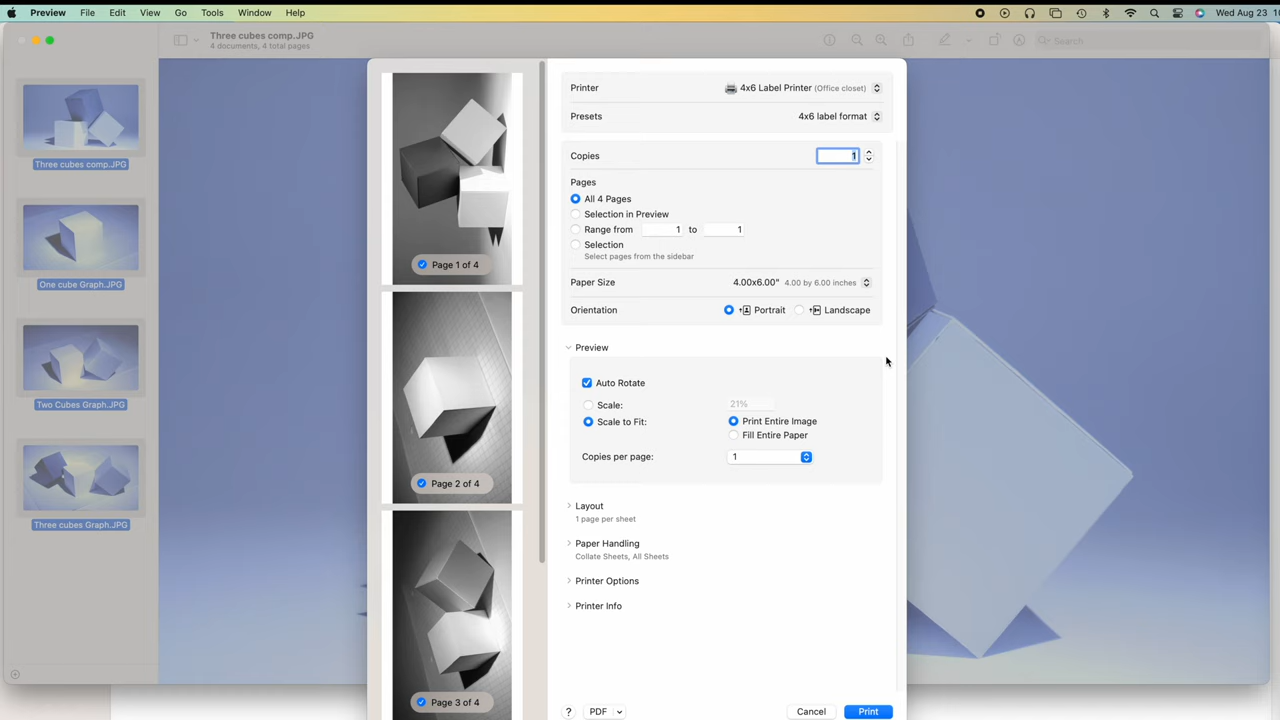 Preview File Edit View Go Tools Window Help Wed Aug 23
Three cubes comp.JPG
4 documents, 4 total pages
Search
Three cubes comp.JPG
One cube Graph.JPG
Two Cubes Graph.JPG
Three cubes Graph.JPG
Page 1 of 4
Page 2 of 4
Page 3 of 4
Printer 4x6 Label Printer (Office closet)
Presets 4x6 label format
Copies 1
Pages
All 4 Pages
Selection in Preview
Range from 1 to 1
Selection
Select pages from the sidebar
Paper Size 4.00x6.00" 4.00 by 6.00 inches
Orientation Portrait Landscape
Preview
Auto Rotate
Scale: 21%
Scale to Fit: Print Entire Image
Fill Entire Paper
Copies per page: 1
Layout
1 page per sheet
Paper Handling
Collate Sheets, All Sheets
Printer Options
Printer Info
? PDF Cancel Print